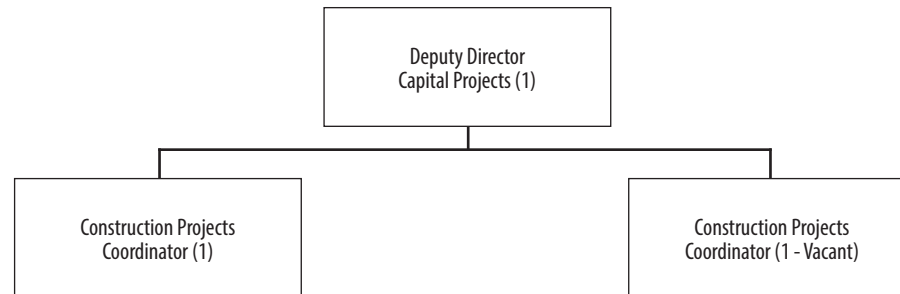 Deputy Director
Capital Projects (1)
Construction Projects
Coordinator (1)
Construction Projects
Coordinator (1 - Vacant)